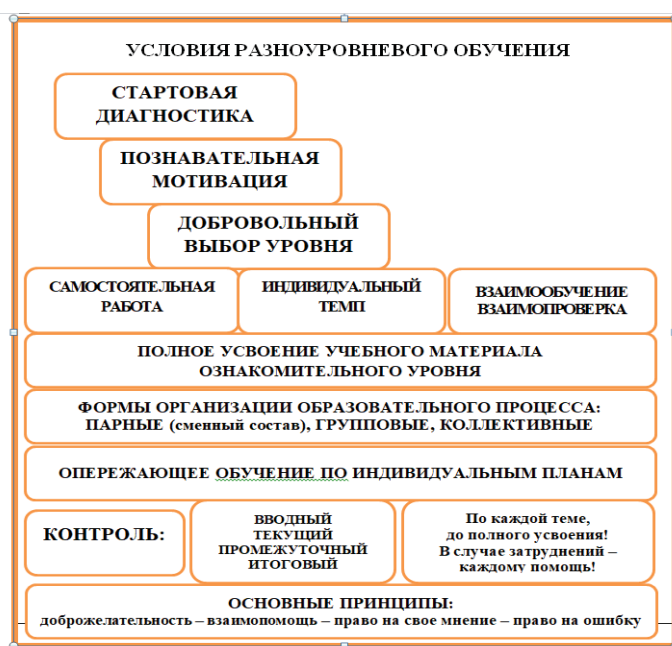 УСЛОВИЯ РАЗНОУРОВНЕВОГО ОБУЧЕНИЯ
СТАРТОВАЯ
ДИАГНОСТИКА
ПОЗНАВАТЕЛЬНАЯ
МОТИВАЦИЯ
ДОБРОВОЛЬНЫЙ
ВЫБОР УРОВНЯ
САМОСТОЯТЕЛЬНАЯ
РАБОТА
ИНДИВИДУАЛЬНЫЙ
ТЕМП
ВЗАИМООБУЧЕНИЕ
ВЗАИМОПРОВЕРКА
ПОЛНОЕ УСВОЕНИЕ УЧЕБНОГО МАТЕРИАЛА
ОЗНАКОМИТЕЛЬНОГО УРОВНЯ
ФОРМЫ ОРГАНИЗАЦИИ ОБРАЗОВАТЕЛЬНОГО ПРОЦЕССА:
ПАРНЫЕ (сменный состав), ГРУППОВЫЕ, КОЛЛЕКТИВНЫЕ
ОПЕРЕЖАЮЩЕЕ ОБУЧЕНИЕ ПО ИНДИВИДУАЛЬНЫМ ПЛАНАМ
КОНТРОЛЬ:
ВВОДНЫЙ
ТЕКУЩИЙ
ПРОМЕЖУТОЧНЫЙ
ИТОГОВЫЙ
По каждой теме,
до полного усвоения!
В случае затруднений –
каждому помощь!
ОСНОВНЫЕ ПРИНЦИПЫ:
доброжелательность – взаимопомощь – право на свое мнение – право на ошибку